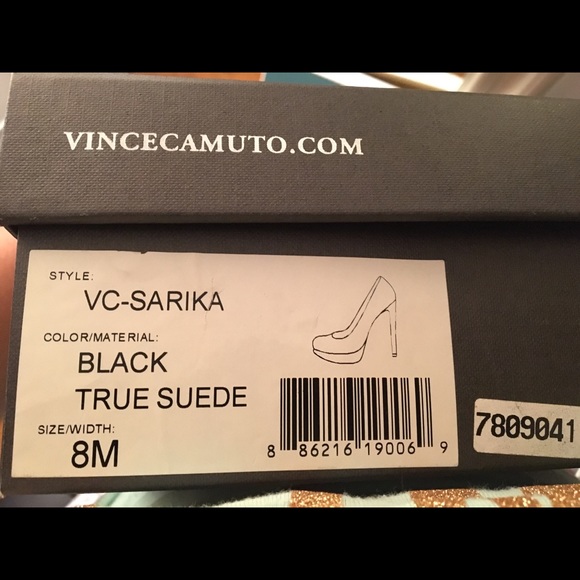 VINCECAMUTO.COM
STYLE:
VC-SARIKA
COLOR/MATERIAL:
BLACK
TRUE SUEDE
SIZE/WIDTH:
8M
8 86216 19006 9
7809041